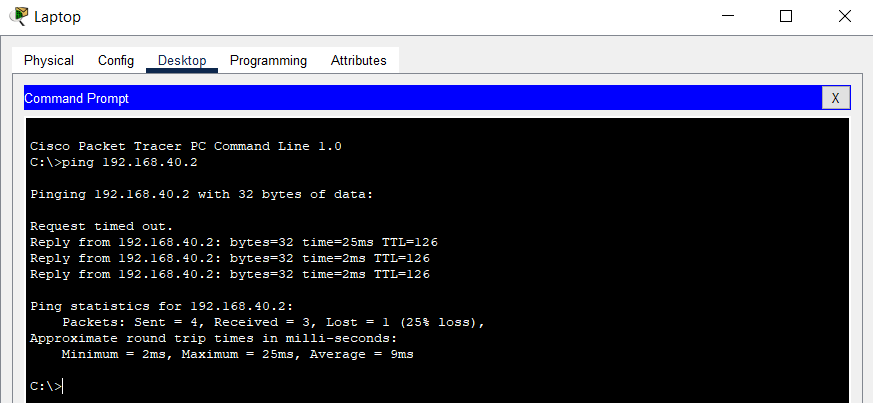 Laptop
Physical Config Desktop Programming Attributes
Command Prompt
X
Cisco Packet Tracer PC Command Line 1.0
C:\>ping 192.168.40.2
Pinging 192.168.40.2 with 32 bytes of data:
Request timed out.
Reply from 192.168.40.2: bytes=32 time=25ms TTL=126
Reply from 192.168.40.2: bytes=32 time=2ms TTL=126
Reply from 192.168.40.2: bytes=32 time=2ms TTL=126
Ping statistics for 192.168.40.2:
    Packets: Sent = 4, Received = 3, Lost = 1 (25% loss),
Approximate round trip times in milli-seconds:
    Minimum = 2ms, Maximum = 25ms, Average = 9ms
C:\>